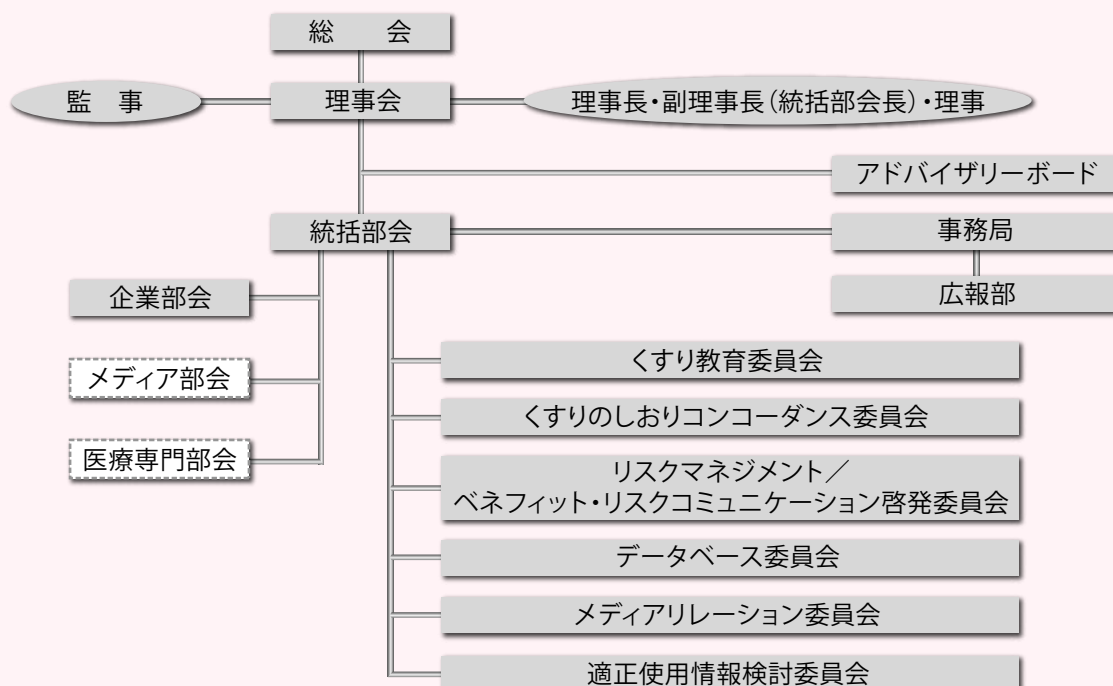 総　会
監　事
理事会
理事長・副理事長(統括部会長)・理事
アドバイザリーボード
統括部会
事務局
広報部
企業部会
メディア部会
医療専門部会
くすり教育委員会
くすりのしおりコンコーダンス委員会
リスクマネジメント／
ベネフィット・リスクコミュニケーション啓発委員会
データベース委員会
メディアリレーション委員会
適正使用情報検討委員会